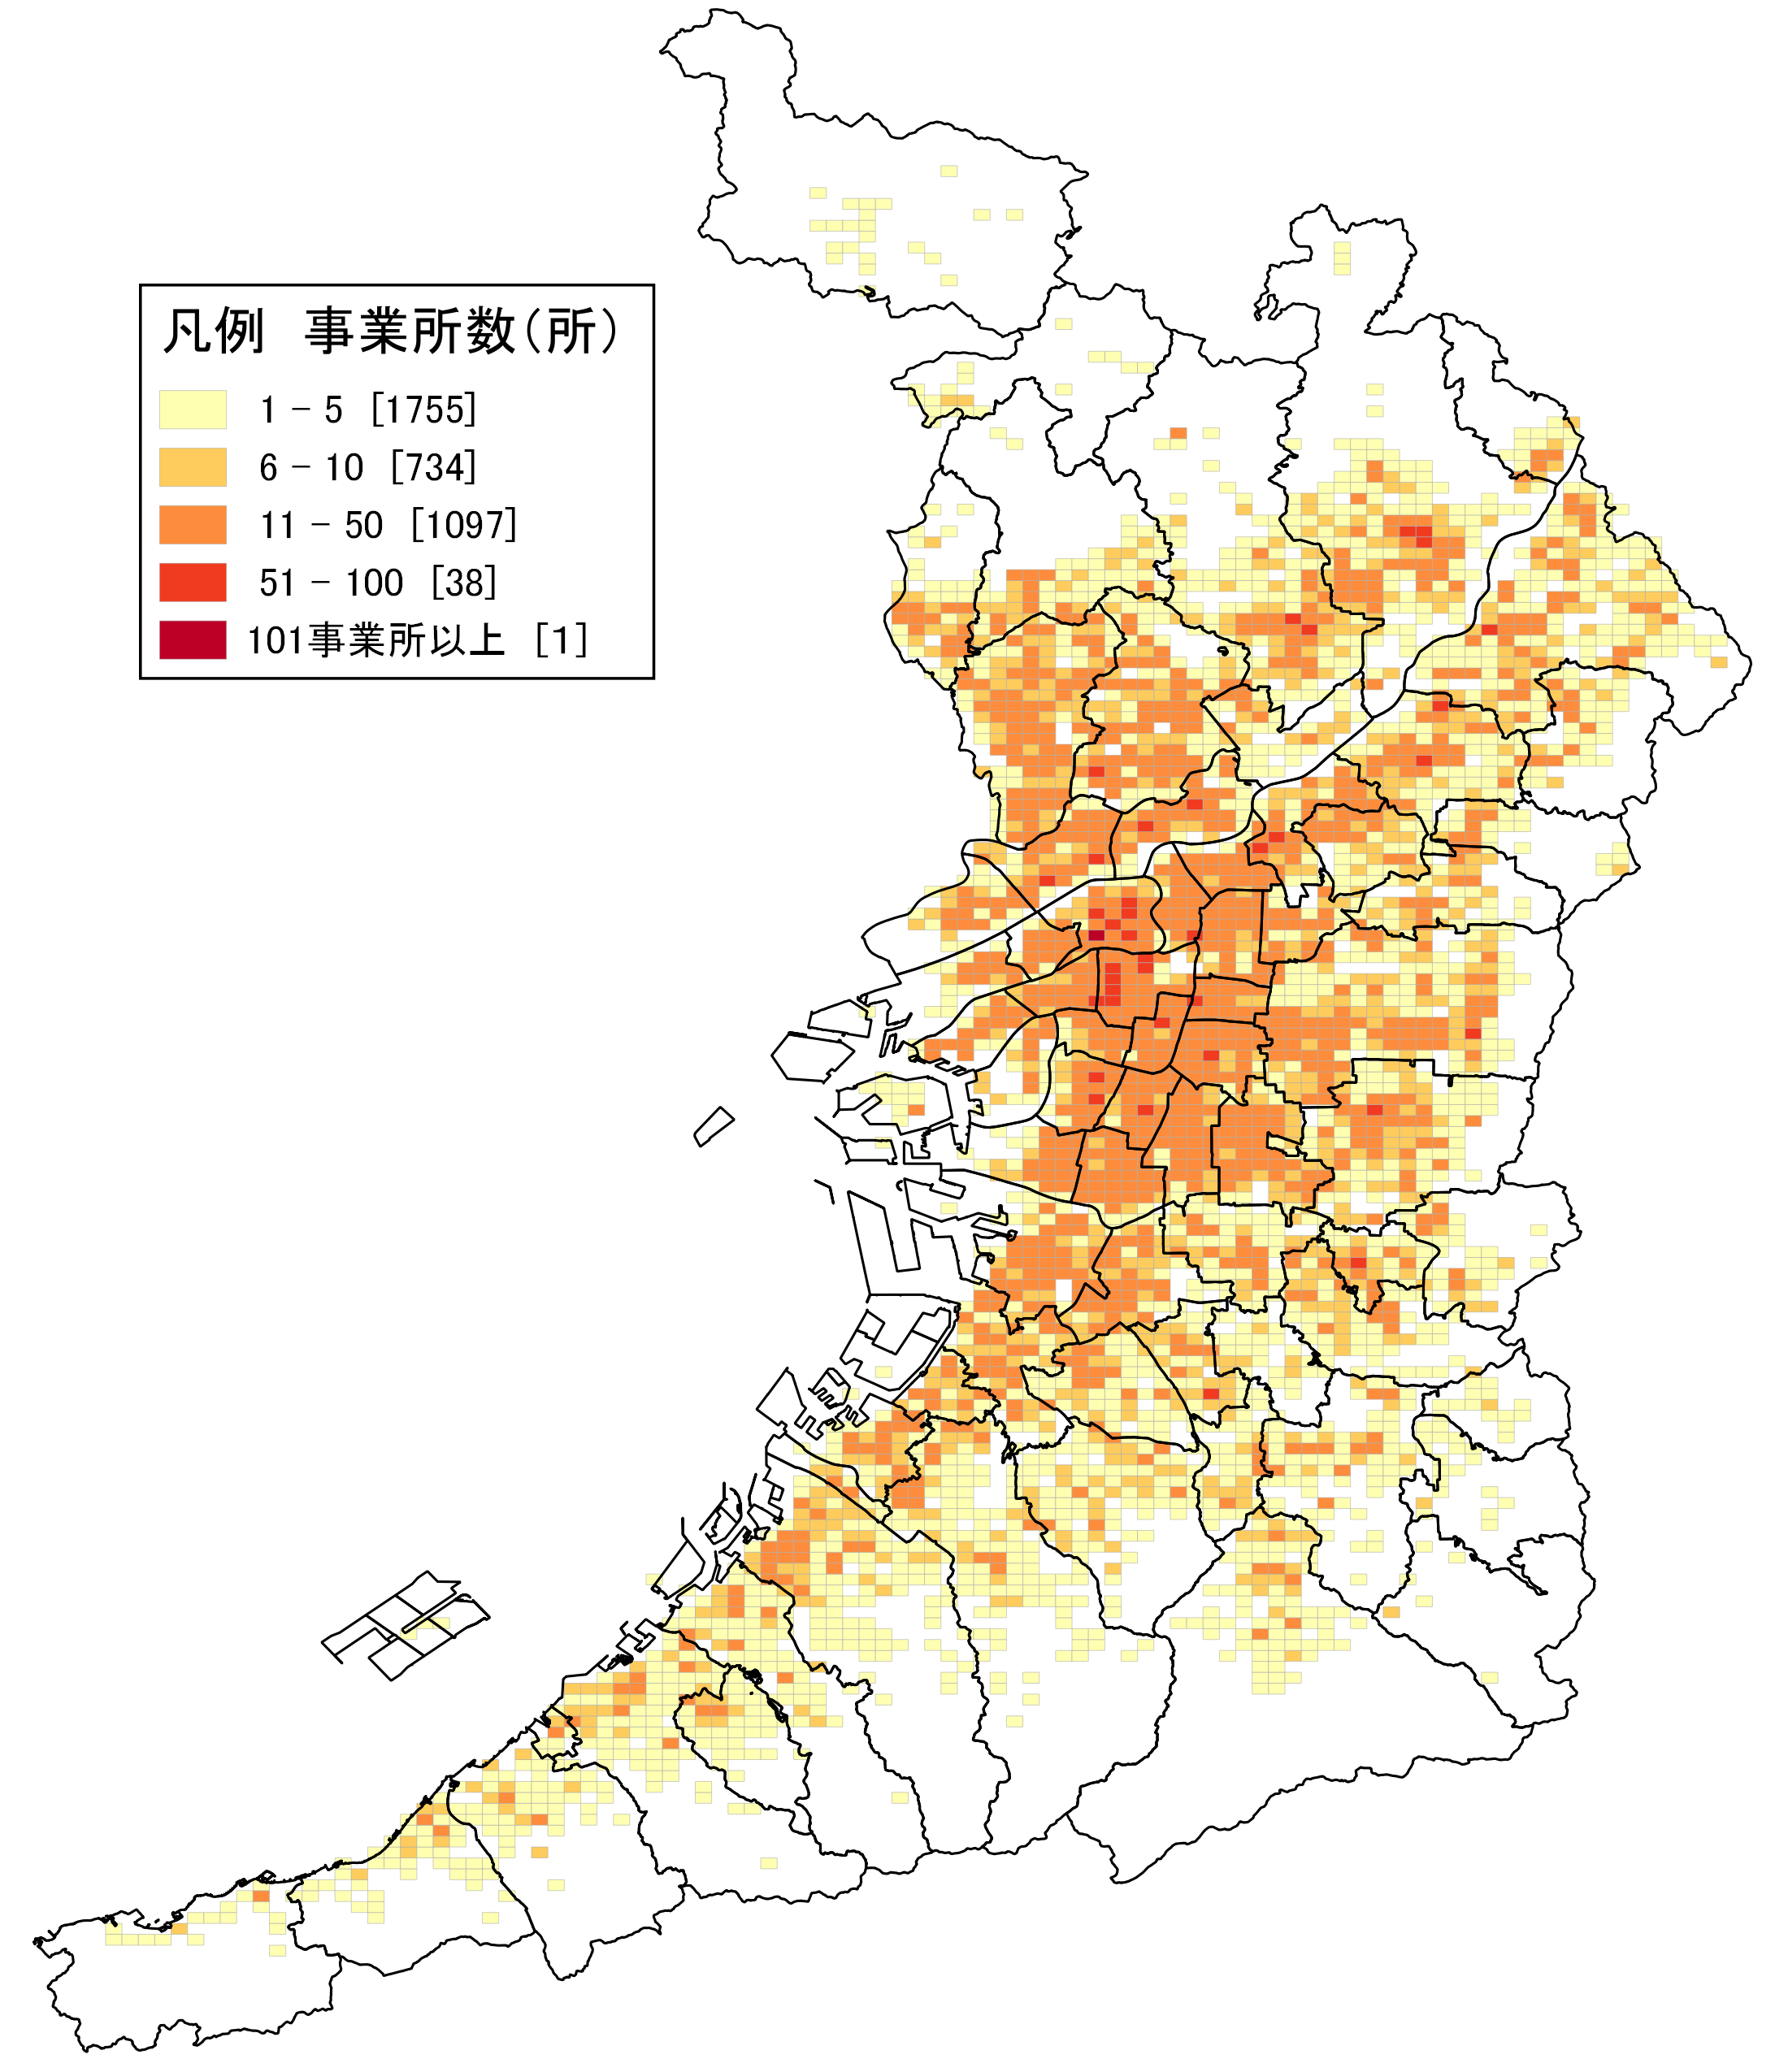 凡例　事業所数（所）
1 － 5 [1755]
6 － 10 [734]
11 － 50 [1097]
51 － 100 [38]
101事業所以上 [1]